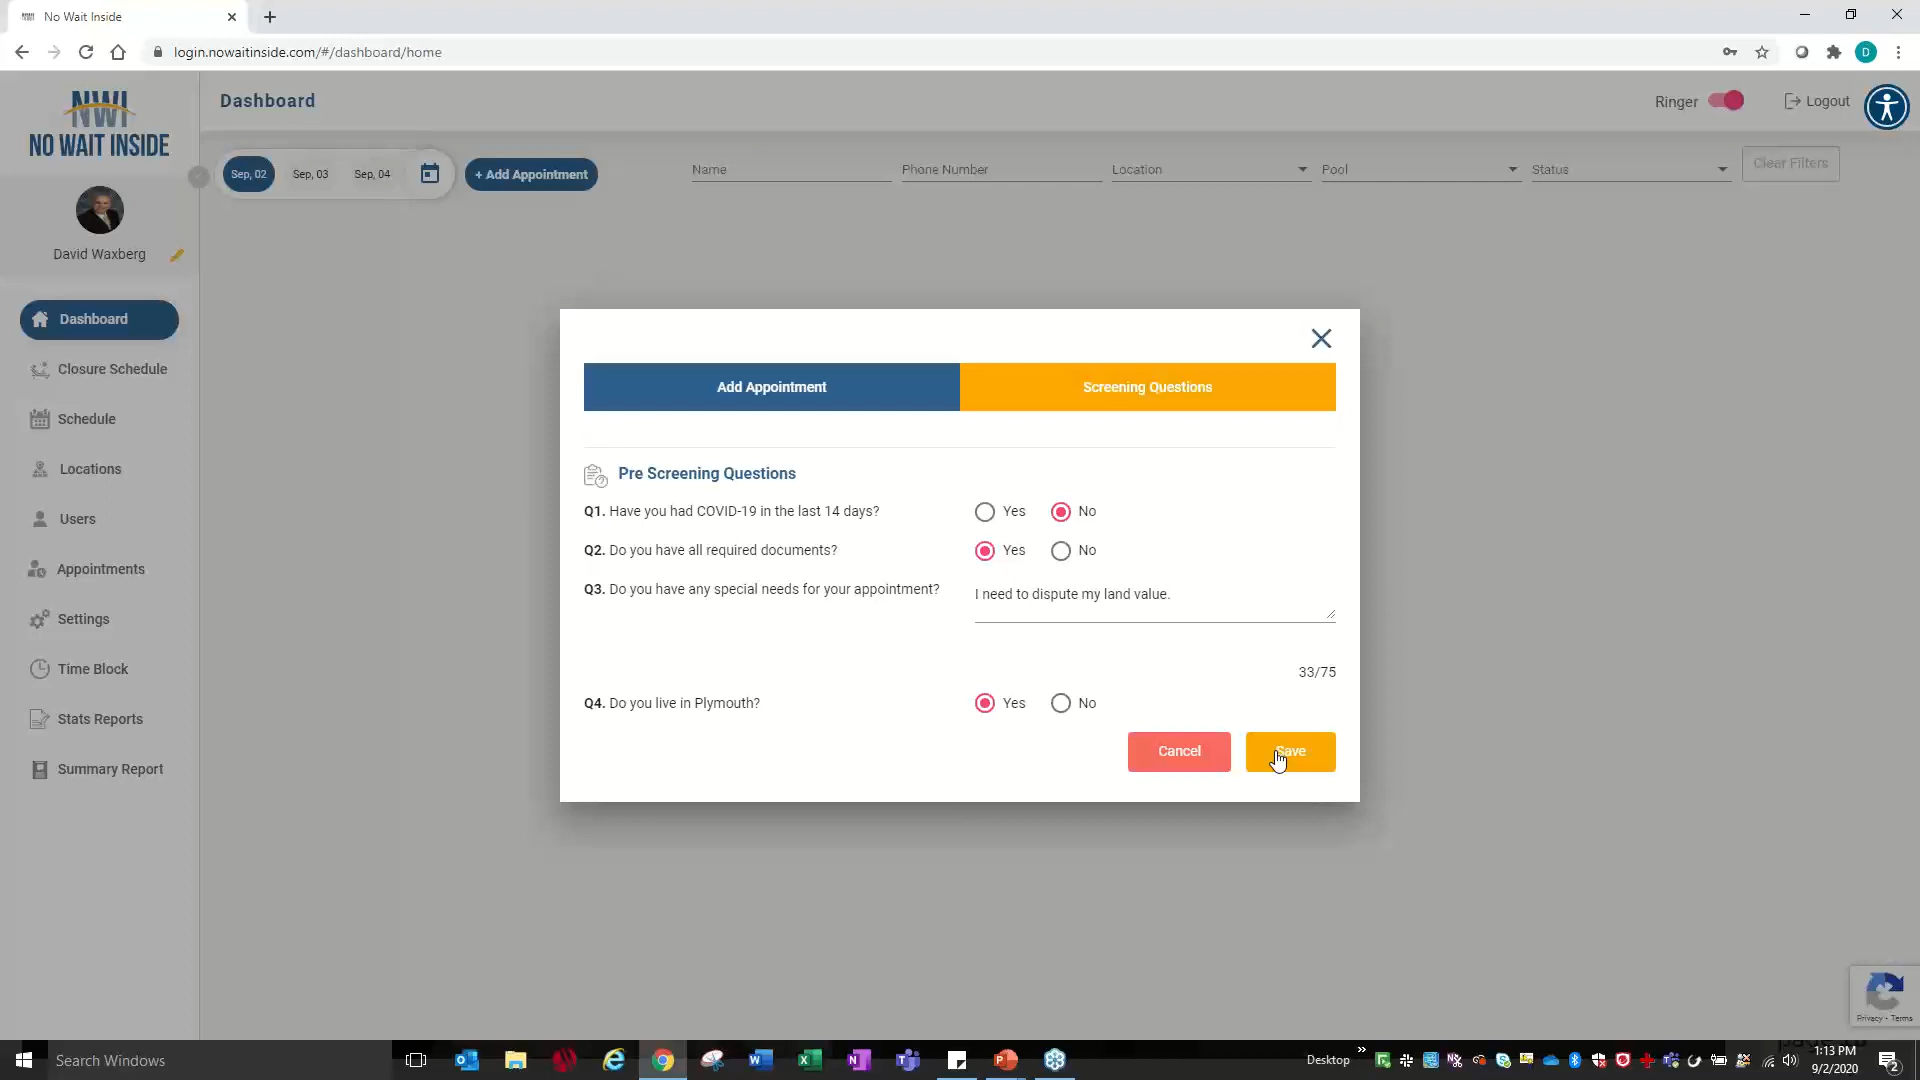 No Wait Inside
login.nowaitinside.com/#/dashboard/home
D
NWI
NO WAIT INSIDE
Dashboard
Ringer
Logout
Sep, 02
Sep, 03
Sep, 04
+ Add Appointment
Name
Phone Number
Location
Pool
Status
Clear Filters
David Waxberg
Dashboard
Closure Schedule
Schedule
Locations
Users
Appointments
Settings
Time Block
Stats Reports
Summary Report
Add Appointment
Screening Questions
Pre Screening Questions
Q1. Have you had COVID-19 in the last 14 days?
Yes
No
Q2. Do you have all required documents?
Yes
No
Q3. Do you have any special needs for your appointment?
I need to dispute my land value.
33/75
Q4. Do you live in Plymouth?
Yes
No
Cancel
Save
Privacy - Terms
Search Windows
Desktop
1:13 PM
9/2/2020
2